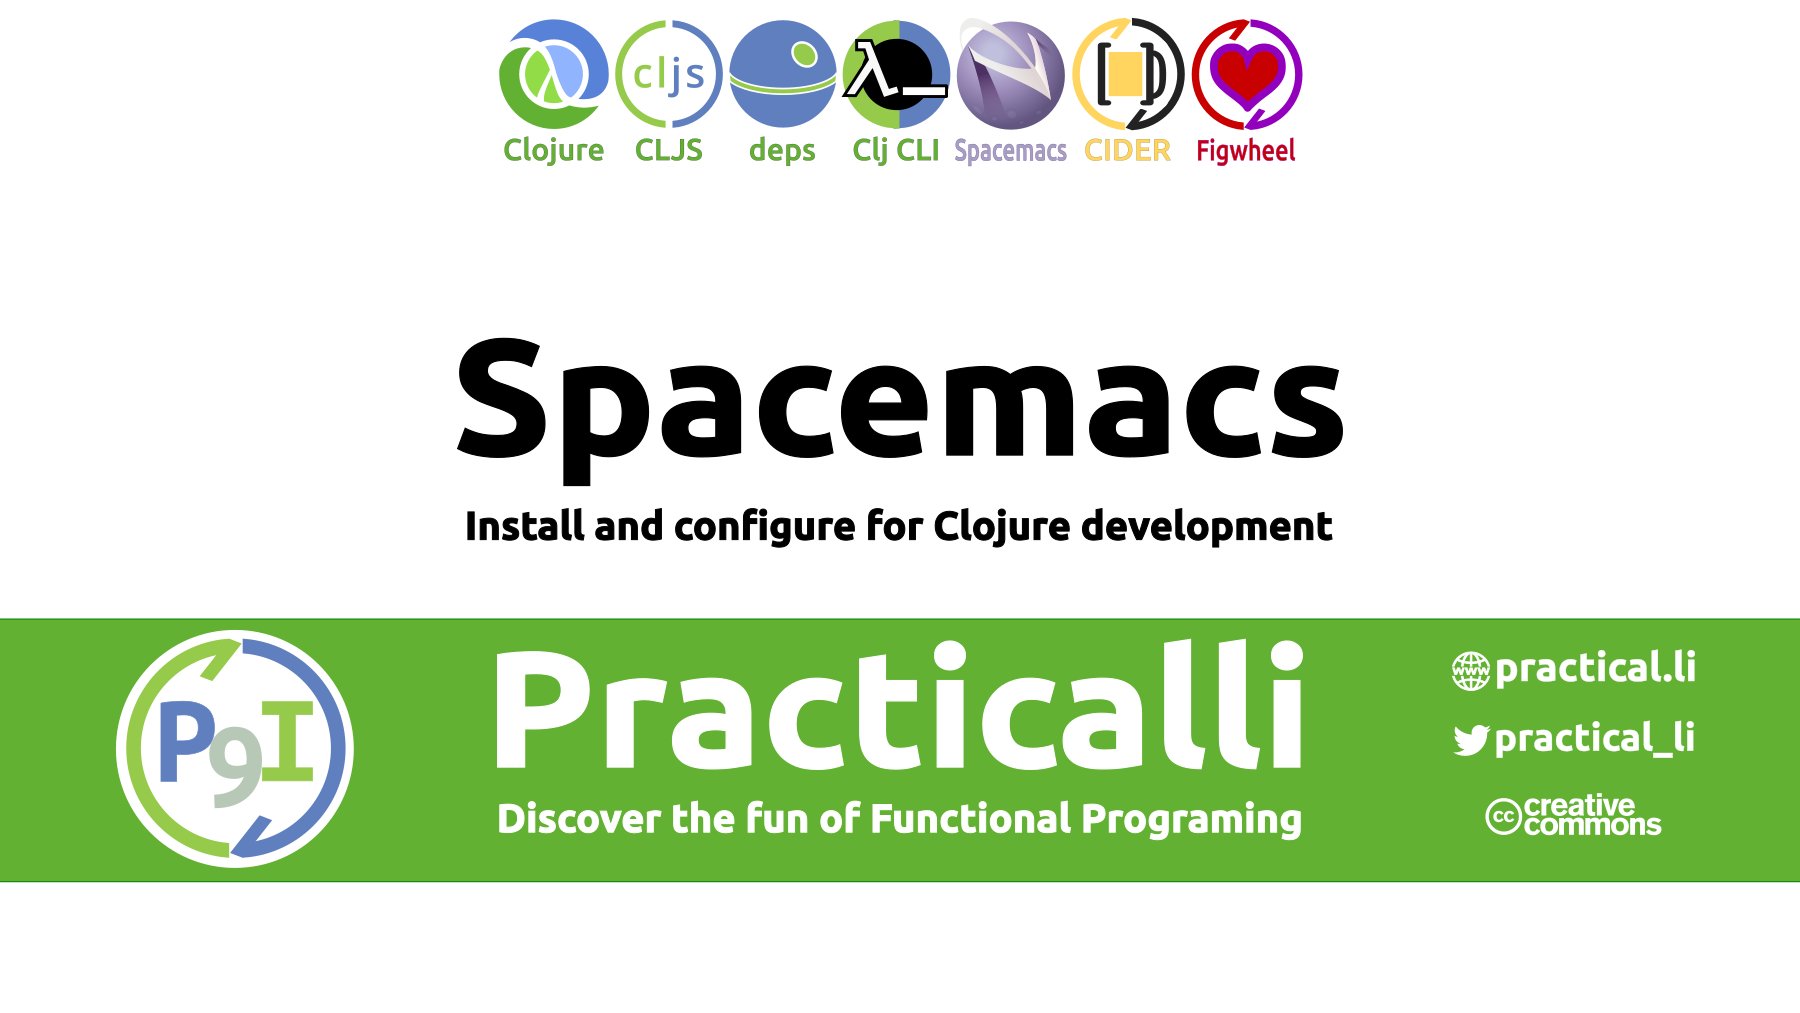 cljs
Clojure CLJS deps Clj CLI Spacemacs CIDER Figwheel
Spacemacs
Install and configure for Clojure development
P9I
Practicalli
Discover the fun of Functional Programing
www practical.li
practical_li
cc creative commons